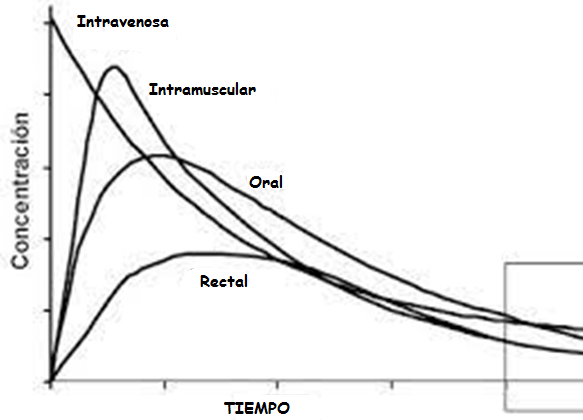 Intravenosa
Intramuscular
Oral
Rectal
Concentración
TIEMPO